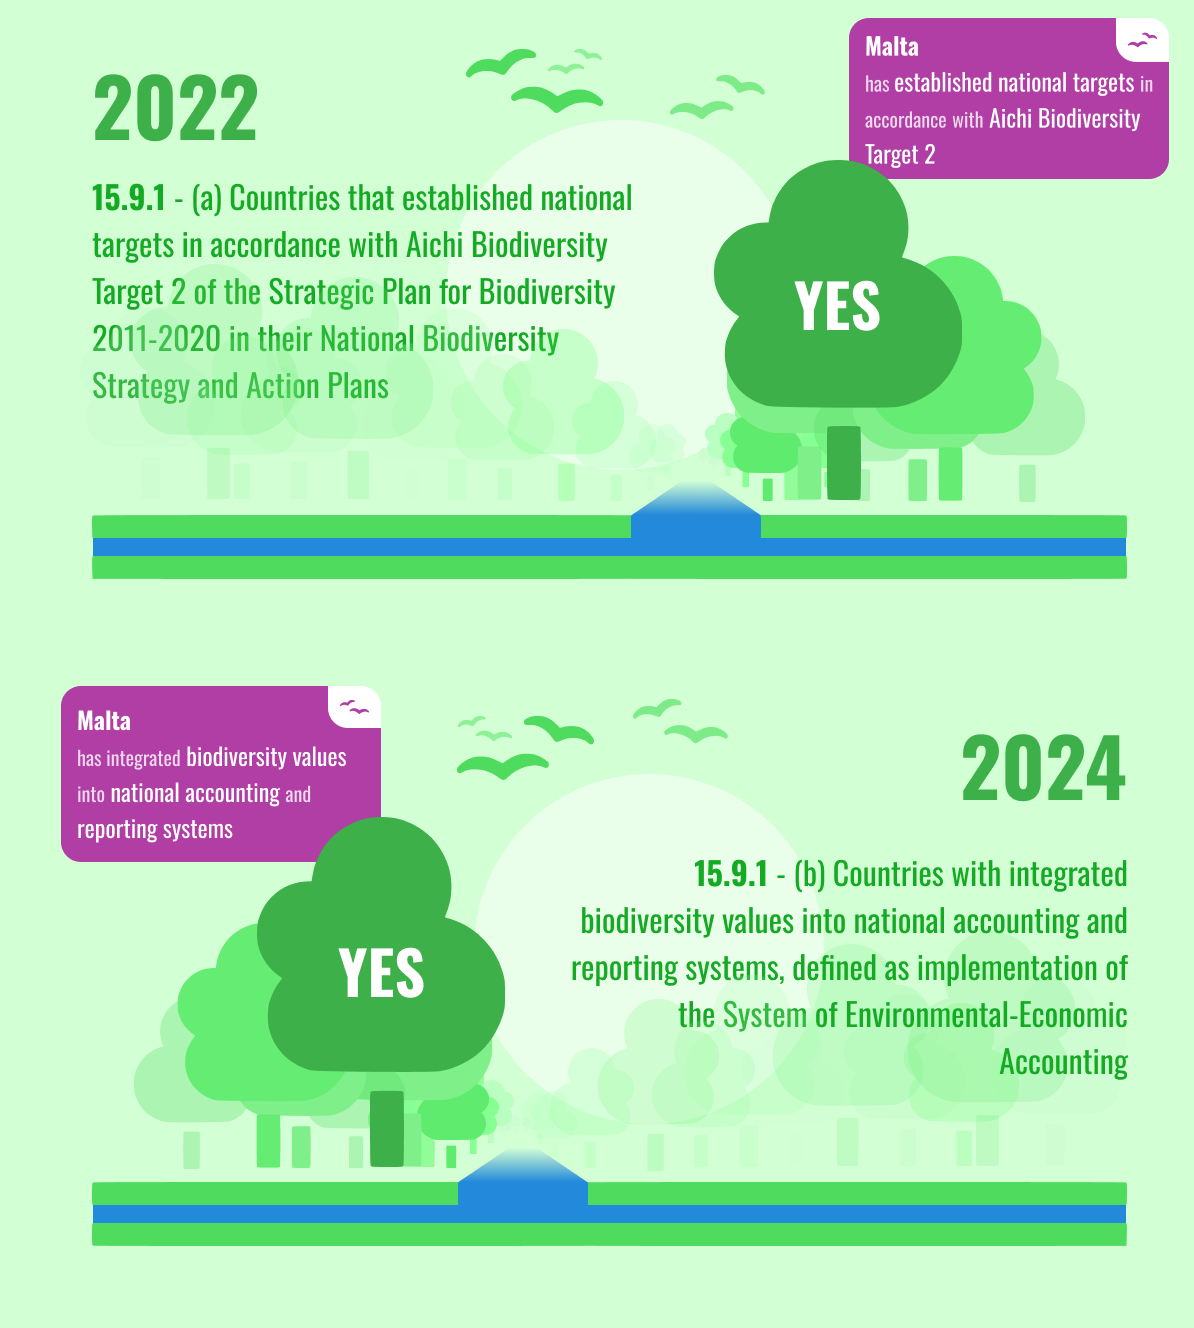 2022
15.9.1 - (a) Countries that established national
targets in accordance with Aichi Biodiversity
Target 2 of the Strategic Plan for Biodiversity
2011-2020 in their National Biodiversity
Strategy and Action Plans
Malta
has established national targets in
accordance with Aichi Biodiversity
Target 2
YES
Malta
has integrated biodiversity values
into national accounting and
reporting systems
YES
2024
15.9.1 - (b) Countries with integrated
biodiversity values into national accounting and
reporting systems, defined as implementation of
the System of Environmental-Economic
Accounting